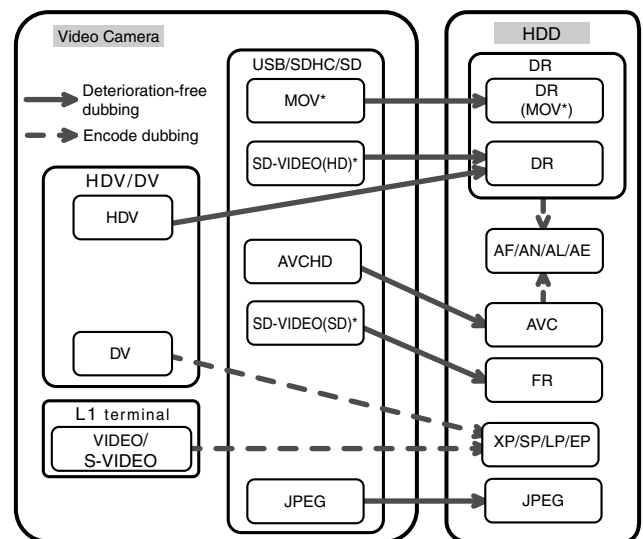 Video Camera
Deterioration-free
dubbing
Encode dubbing
HDV/DV
HDV
DV
L1 terminal
VIDEO/
S-VIDEO
USB/SDHC/SD
MOV*
SD-VIDEO(HD)*
AVCHD
SD-VIDEO(SD)*
JPEG
HDD
DR
DR
(MOV*)
DR
AF/AN/AL/AE
AVC
FR
XP/SP/LP/EP
JPEG